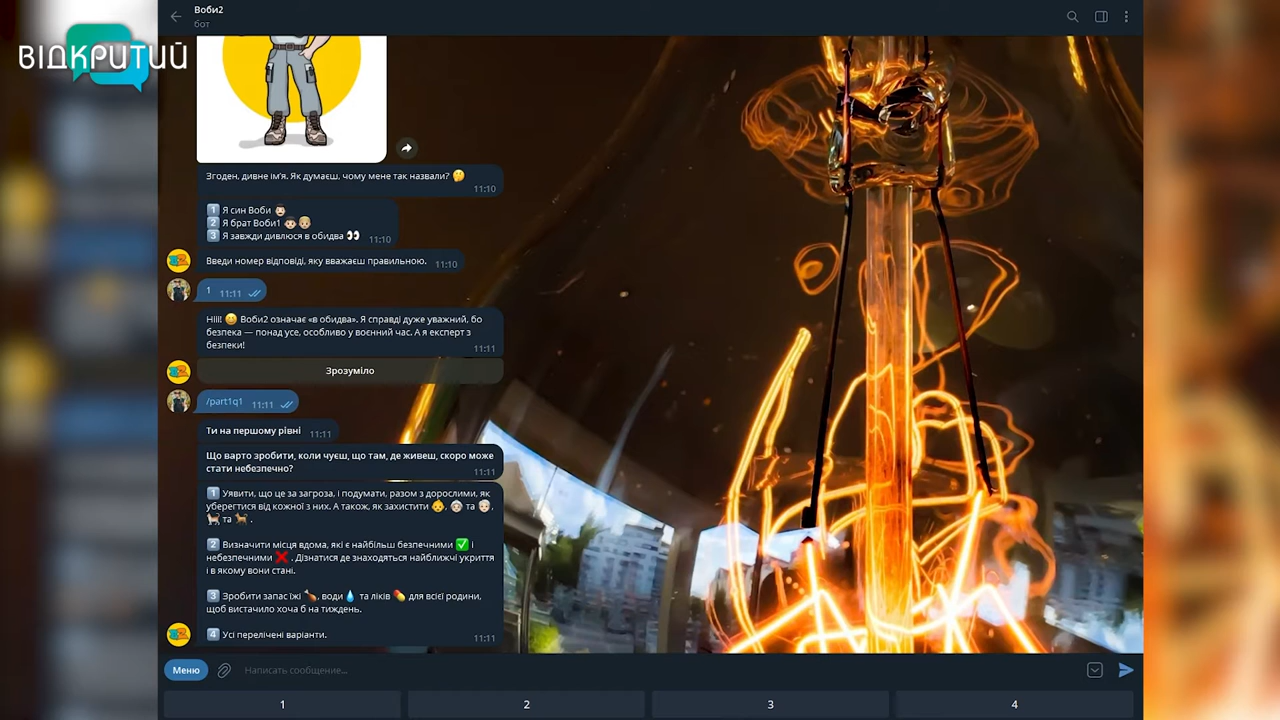 Воби2
бот
ВІДКРИТИЙ
Згоден, дивне ім'я. Як думаєш, чому мене так назвали? 🤔
11:10
1️⃣ Я син Воби 👨🏻
2️⃣ Я брат Воби1 👦🏻👴🏼
3️⃣ Я завжди дивлюся в обидва 👀 11:10
Введи номер відповіді, яку вважаєш правильною. 11:10
1 11:11
Нііі! 😄 Воби2 означає «в обидва». Я справді дуже уважний, бо
безпека — понад усе, особливо у воєнний час. А я експерт з
безпеки!
11:11
Зрозуміло
/part1q1 11:11
Ти на першому рівні 11:11
Що варто зробити, коли чуєш, що там, де живеш, скоро може
стати небезпечно?
11:11
1️⃣ Уявити, що це за загроза, і подумати, разом з дорослими, як
уберегтися від кожної з них. А також, як захистити 👶, 👵🏻 та 👴🏻,
🐈 та 🐕.
2️⃣ Визначити місця вдома, які є найбільш безпечними ✅ і
небезпечними ❌. Дізнатися де знаходяться найближчі укриття
і в якому вони стані.
3️⃣ Зробити запас їжі 🍗, води 💧 та ліків 💊 для всієї родини,
щоб вистачило хоча б на тиждень.
4️⃣ Усі перелічені варіанти. 11:11
Меню
Написать сообщение...
1 2 3 4